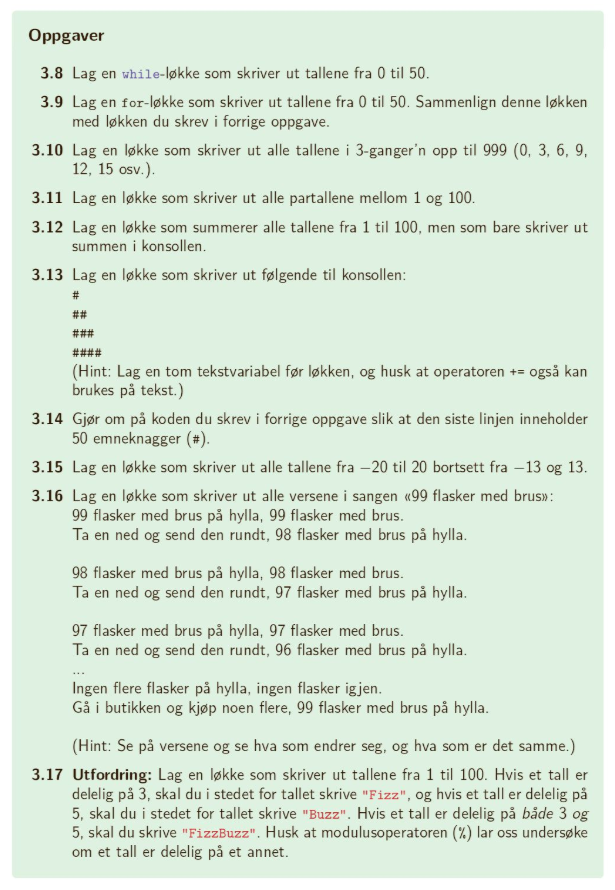 Oppgaver
3.8 Lag en while-løkke som skriver ut tallene fra 0 til 50.
3.9 Lag en for-løkke som skriver ut tallene fra 0 til 50. Sammenlign denne løkken
med løkken du skrev i forrige oppgave.
3.10 Lag en løkke som skriver ut alle tallene i 3-ganger'n opp til 999 (0, 3, 6, 9,
12, 15 osv.).
3.11 Lag en løkke som skriver ut alle partallene mellom 1 og 100.
3.12 Lag en løkke som summerer alle tallene fra 1 til 100, men som bare skriver ut
summen i konsollen.
3.13 Lag en løkke som skriver ut følgende til konsollen:
#
##
###
####
(Hint: Lag en tom tekstvariabel før løkken, og husk at operatoren += også kan
brukes på tekst.)
3.14 Gjør om på koden du skrev i forrige oppgave slik at den siste linjen inneholder
50 emneknagger (#).
3.15 Lag en løkke som skriver ut alle tallene fra −20 til 20 bortsett fra −13 og 13.
3.16 Lag en løkke som skriver ut alle versene i sangen «99 flasker med brus»:
99 flasker med brus på hylla, 99 flasker med brus.
Ta en ned og send den rundt, 98 flasker med brus på hylla.
98 flasker med brus på hylla, 98 flasker med brus.
Ta en ned og send den rundt, 97 flasker med brus på hylla.
97 flasker med brus på hylla, 97 flasker med brus.
Ta en ned og send den rundt, 96 flasker med brus på hylla.
...
Ingen flere flasker på hylla, ingen flasker igjen.
Gå i butikken og kjøp noen flere, 99 flasker med brus på hylla.
(Hint: Se på versene og se hva som endrer seg, og hva som er det samme.)
3.17 Utfordring: Lag en løkke som skriver ut tallene fra 1 til 100. Hvis et tall er
delelig på 3, skal du i stedet for tallet skrive "Fizz", og hvis et tall er delelig på
5, skal du i stedet for tallet skrive "Buzz". Hvis et tall er delelig på både 3 og
5, skal du skrive "FizzBuzz". Husk at modulusoperatoren (%) lar oss undersøke
om et tall er delelig på et annet.